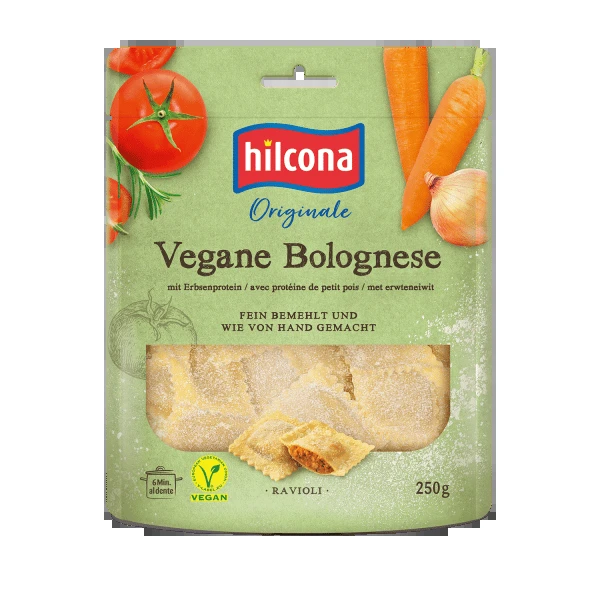 hilcona
Originale
Vegane Bolognese
mit Erbsenprotein / avec protéine de petit pois / met erwteneiwit
FEIN BEMEHLT UND
WIE VON HAND GEMACHT
6 Min.
al dente
VEGAN
· RAVIOLI ·
250g